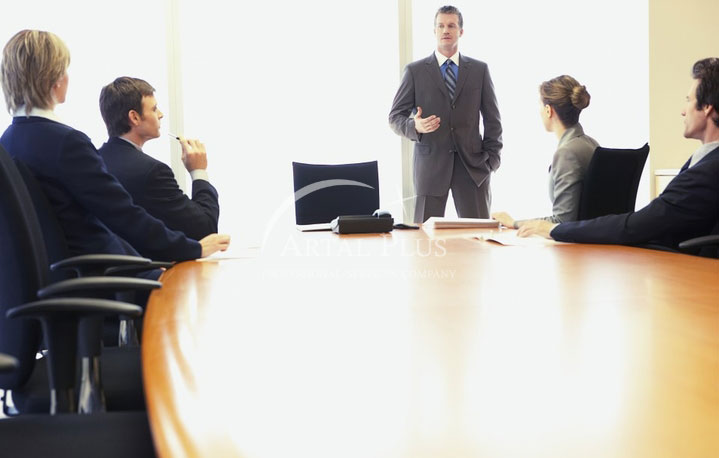 ARTAL PLUS
PROFESSIONAL SERVICES COMPANY